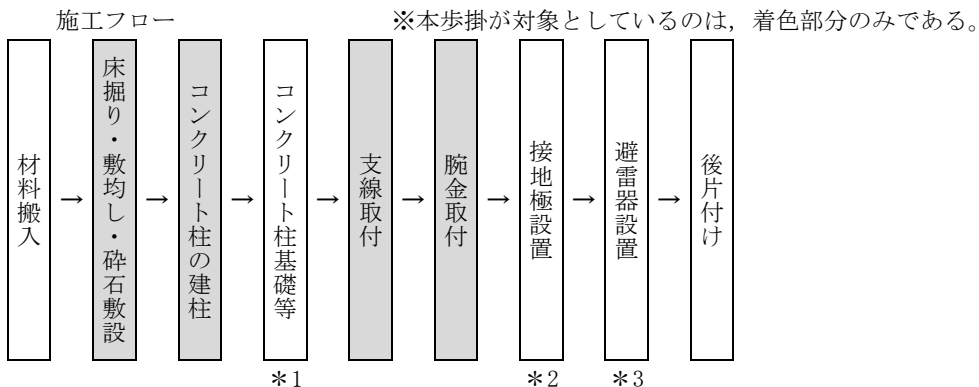 施工フロー
※本歩掛が対象としているのは，着色部分のみである。
材料搬入
→
床掘り・敷均し・砕石敷設
→
コンクリート柱の建柱
→
コンクリート柱基礎等
→
支線取付
→
腕金取付
→
接地極設置
→
避雷器設置
→
後片付け
＊1
＊2
＊3